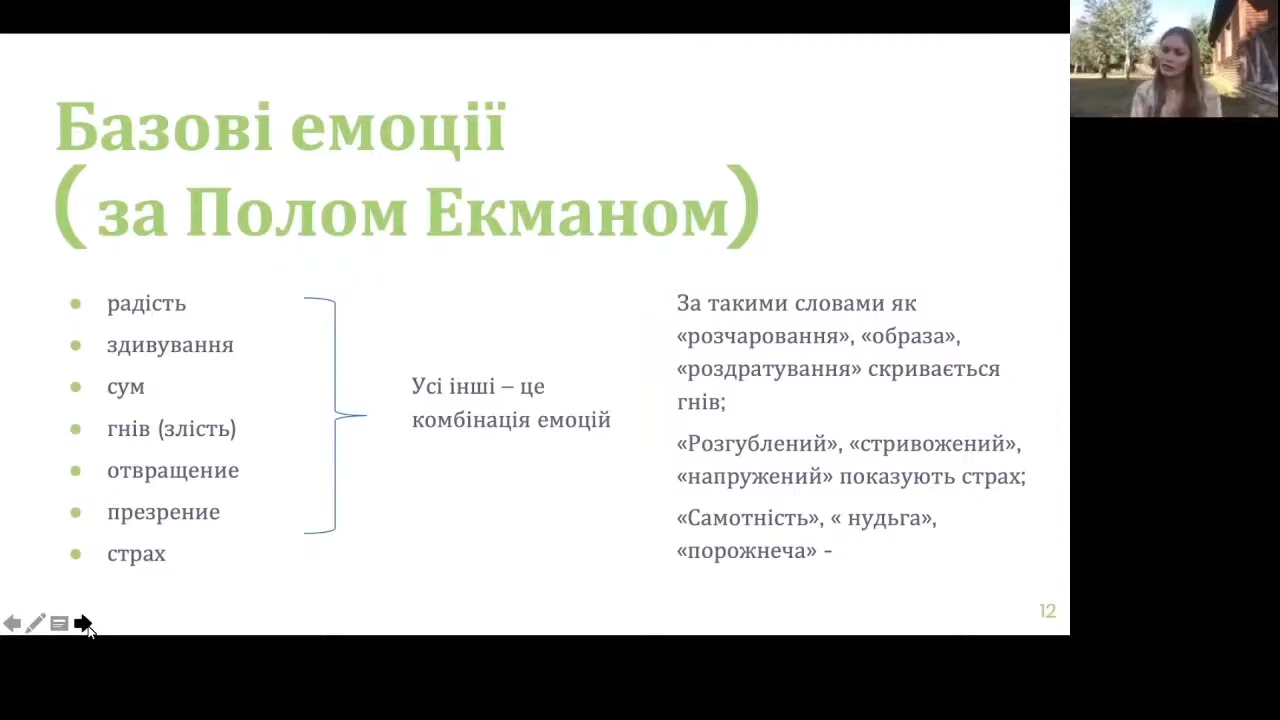 Базові емоції
(за Полом Екманом)
радість
здивування
сум
гнів (злість)
отвращение
презрение
страх
Усі інші – це
комбінація емоцій
За такими словами як
«розчаровання», «образа»,
«роздратування» скривається
гнів;
«Розгублений», «стривожений»,
«напружений» показують страх;
«Самотність», « нудьга»,
«порожнеча» -
12